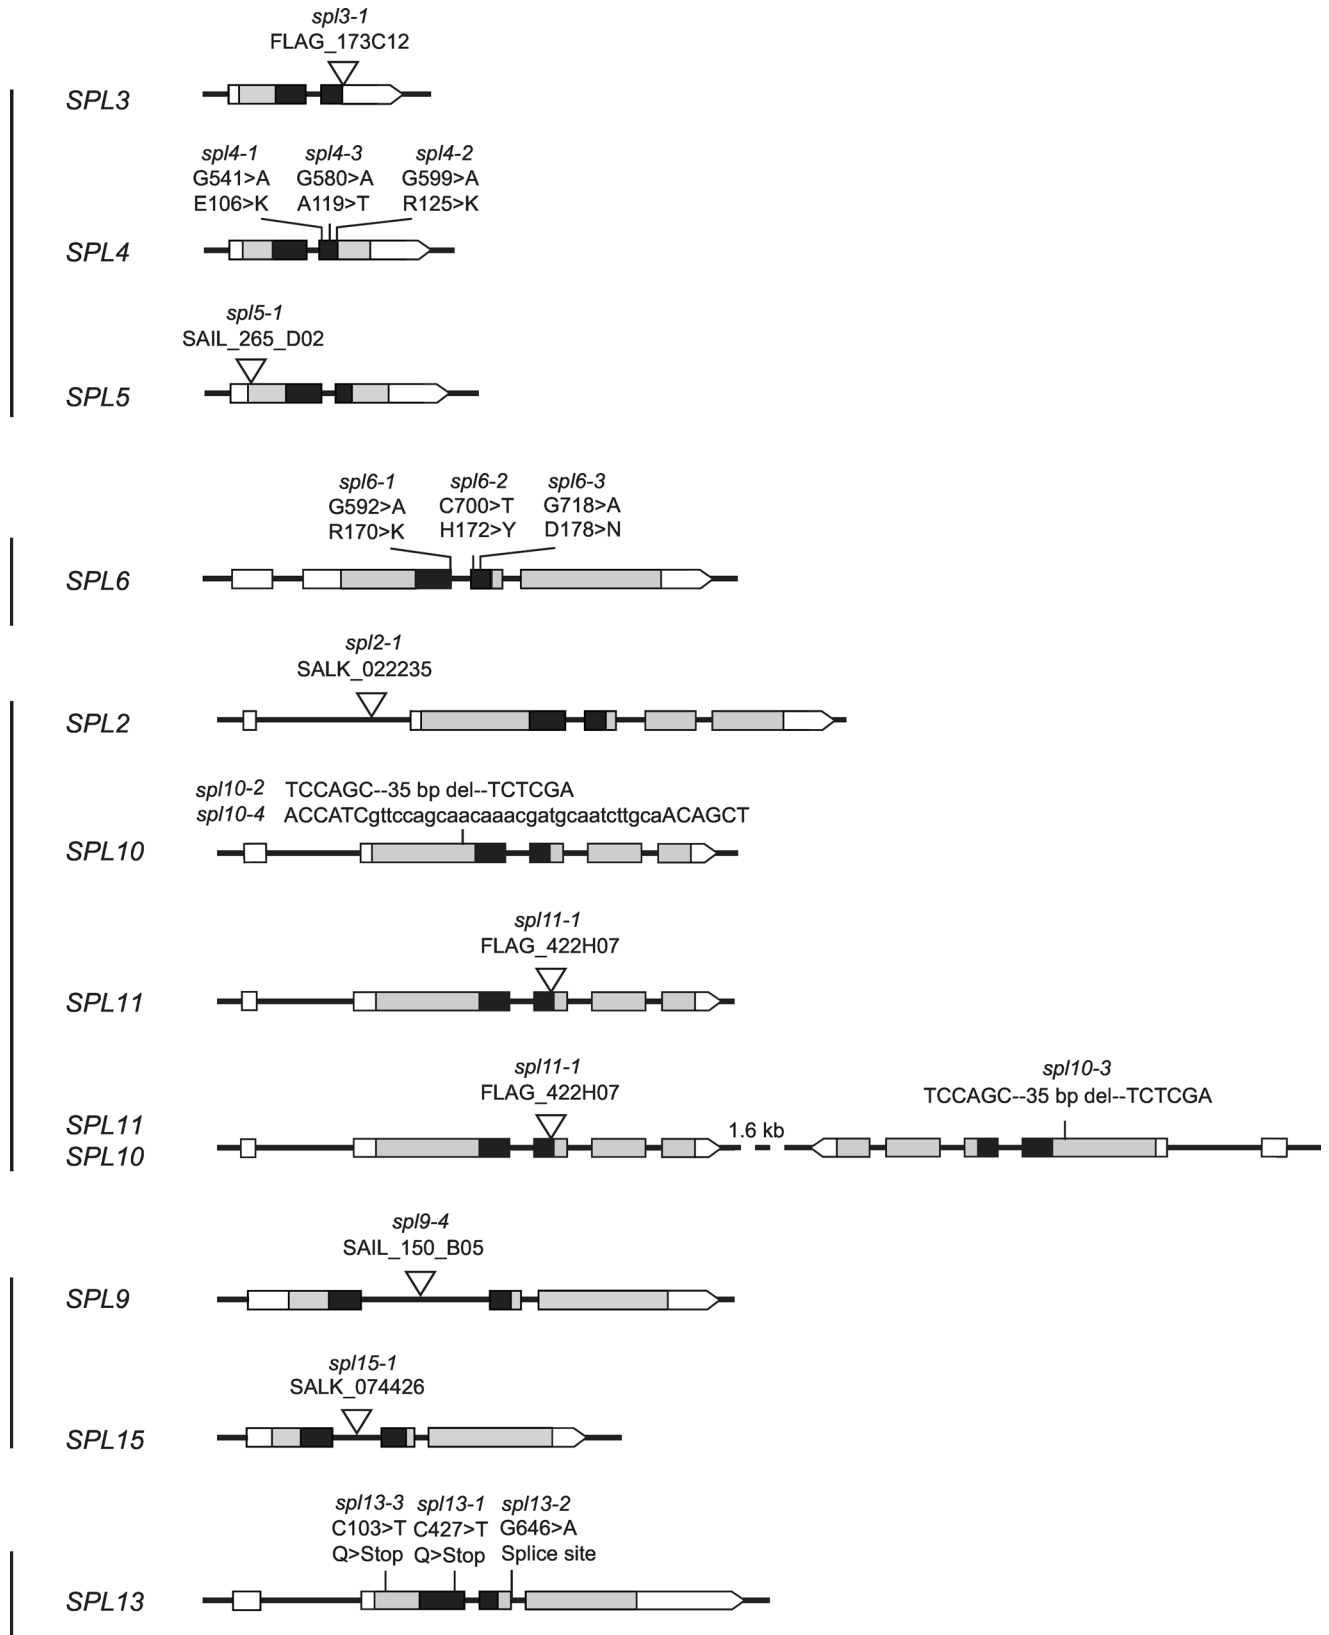 spl3-1
FLAG_173C12
SPL3
spl4-1 spl4-3 spl4-2
G541>A G580>A G599>A
E106>K A119>T R125>K
SPL4
spl5-1
SAIL_265_D02
SPL5
spl6-1 spl6-2 spl6-3
G592>A C700>T G718>A
R170>K H172>Y D178>N
SPL6
spl2-1
SALK_022235
SPL2
spl10-2 TCCAGC--35 bp del--TCTCGA
spl10-4 ACCATCgttccagcaacaaacgatgcaatcttgcaACAGCT
SPL10
spl11-1
FLAG_422H07
SPL11
spl11-1 spl10-3
FLAG_422H07 TCCAGC--35 bp del--TCTCGA
SPL11 1.6 kb
SPL10
spl9-4
SAIL_150_B05
SPL9
spl15-1
SALK_074426
SPL15
spl13-3 spl13-1 spl13-2
C103>T C427>T G646>A
Q>Stop Q>Stop Splice site
SPL13